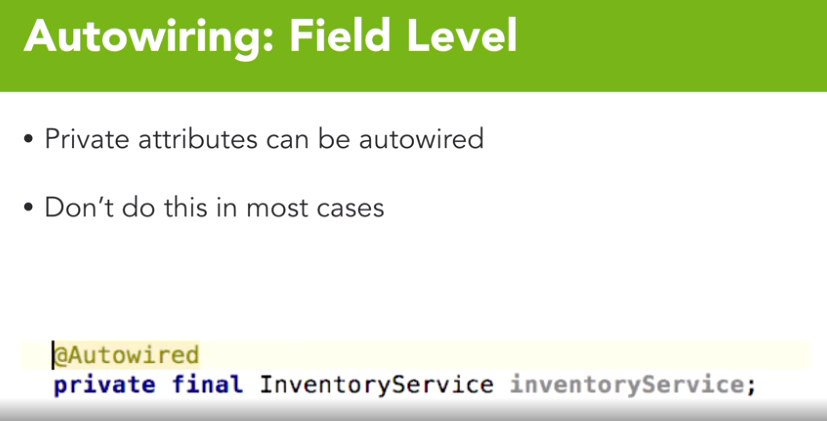 Autowiring: Field Level
• Private attributes can be autowired
• Don’t do this in most cases
@Autowired
private final InventoryService inventoryService;